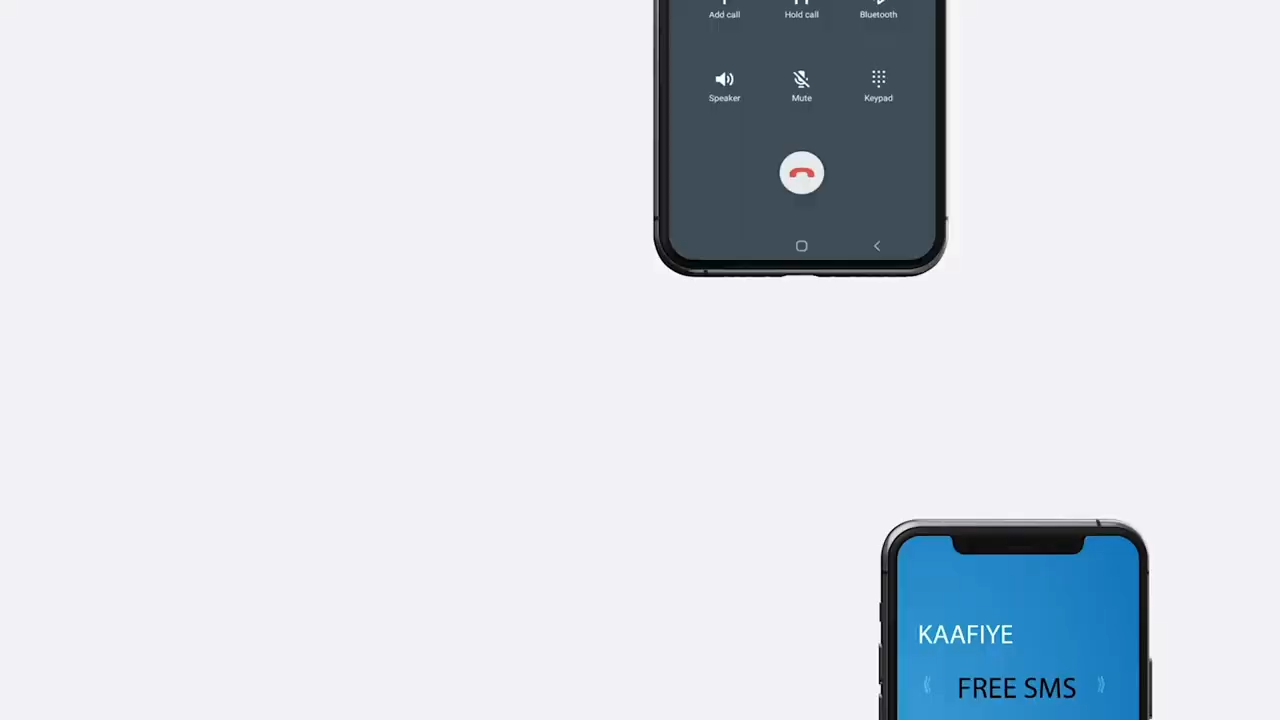 Add call Hold call Bluetooth
Speaker Mute Keypad
KAAFIYE
FREE SMS